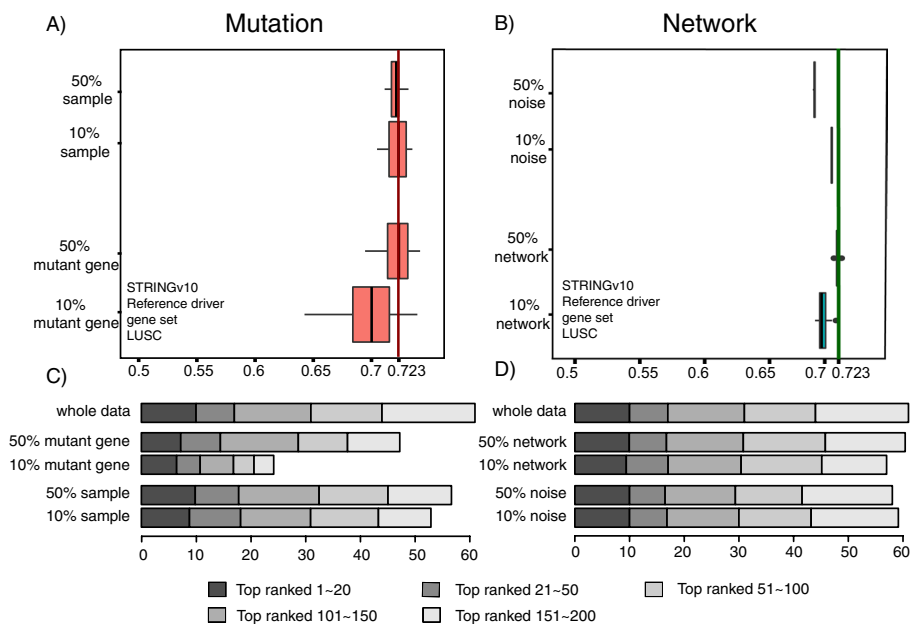 A)
Mutation
B)
Network
50%
sample
10%
sample
50%
mutant gene
10%
mutant gene
STRINGv10
Reference driver
gene set
LUSC
0.5
0.55
0.6
0.65
0.7
0.723
50%
noise
10%
noise
50%
network
10%
network
STRINGv10
Reference driver
gene set
LUSC
0.5
0.55
0.6
0.65
0.7
0.723
C)
whole data
50% mutant gene
10% mutant gene
50% sample
10% sample
0
10
20
30
40
50
60
D)
whole data
50% network
10% network
50% noise
10% noise
0
10
20
30
40
50
60
Top ranked 1~20
Top ranked 21~50
Top ranked 51~100
Top ranked 101~150
Top ranked 151~200